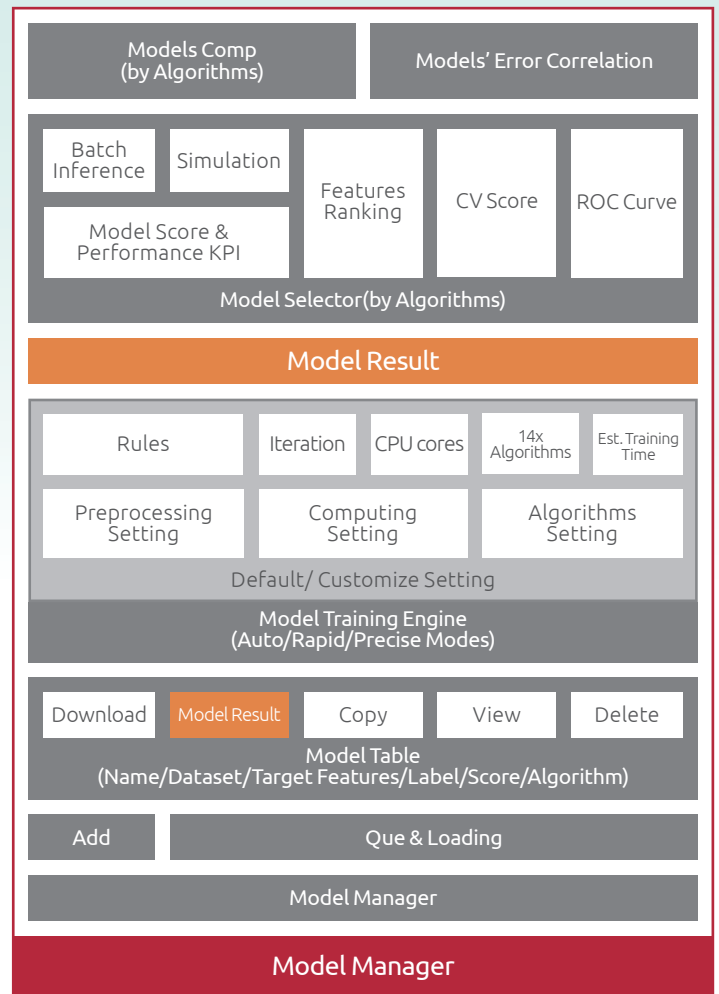 Models Comp
(by Algorithms)
Models' Error Correlation
Batch
Inference
Simulation
Model Score &
Performance KPI
Features
Ranking
CV Score
ROC Curve
Model Selector(by Algorithms)
Model Result
Rules
Iteration
CPU cores
14x
Algorithms
Est. Training
Time
Preprocessing
Setting
Computing
Setting
Algorithms
Setting
Default/ Customize Setting
Model Training Engine
(Auto/Rapid/Precise Modes)
Download
Model Result
Copy
View
Delete
Model Table
(Name/Dataset/Target Features/Label/Score/Algorithm)
Add
Que & Loading
Model Manager
Model Manager